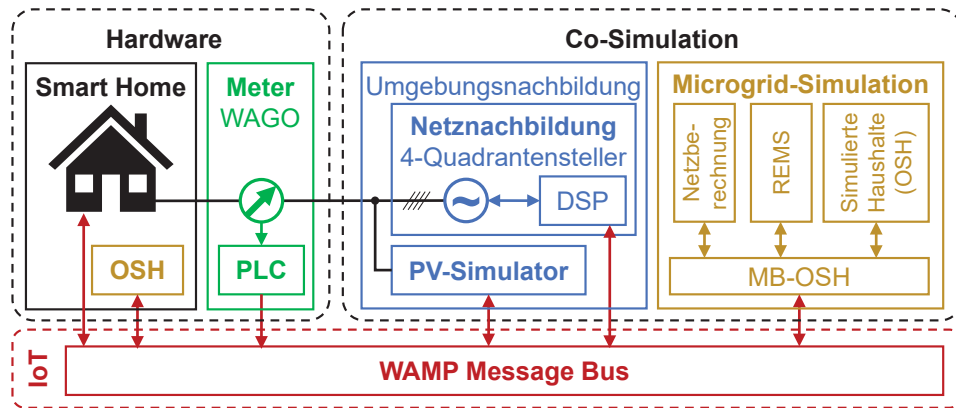 Hardware
Co-Simulation
Smart Home
Meter
WAGO
OSH
PLC
Umgebungsnachbildung
Netznachbildung
4-Quadrantensteller
DSP
PV-Simulator
Microgrid-Simulation
Netzbe-
rechnung
REMS
Simulierte
Haushalte
(OSH)
MB-OSH
IoT
WAMP Message Bus